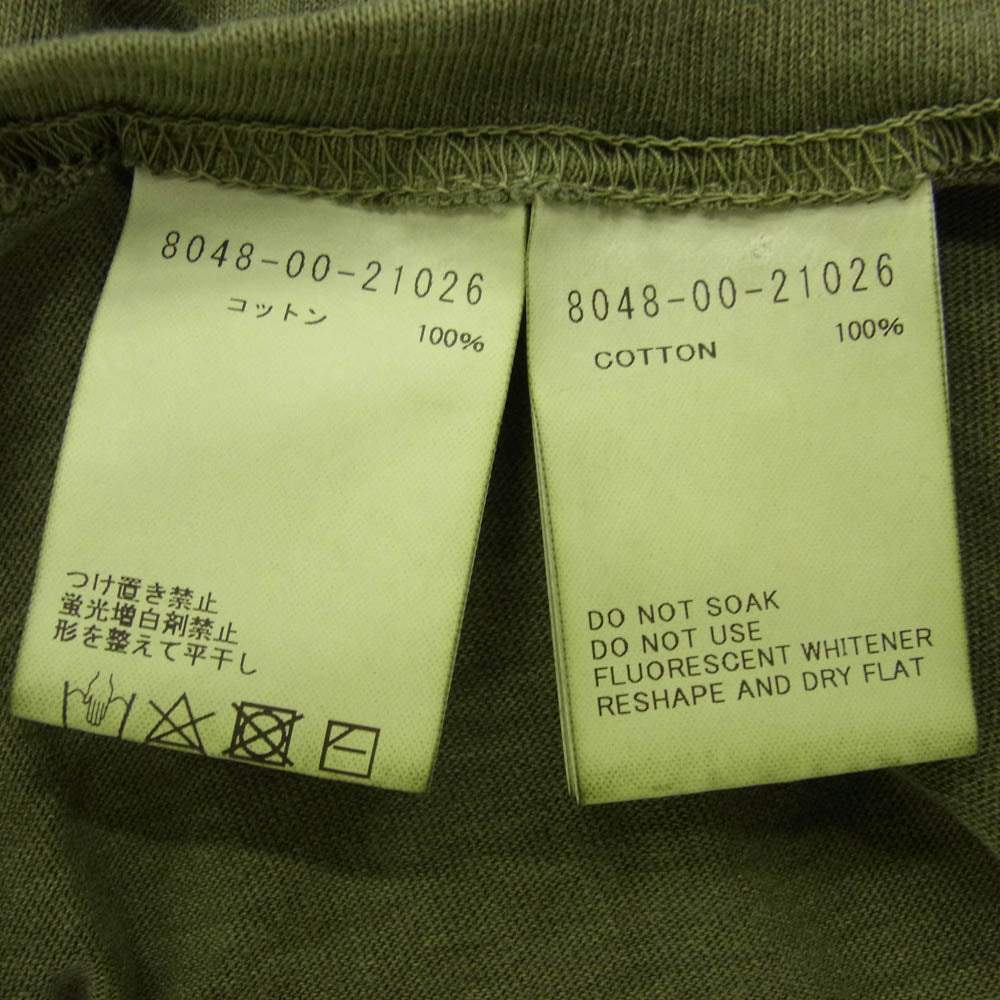 8048-00-21026
コットン 100%
つけ置き禁止
蛍光増白剤禁止
形を整えて平干し
8048-00-21026
COTTON 100%
DO NOT SOAK
DO NOT USE
FLUORESCENT WHITENER
RESHAPE AND DRY FLAT